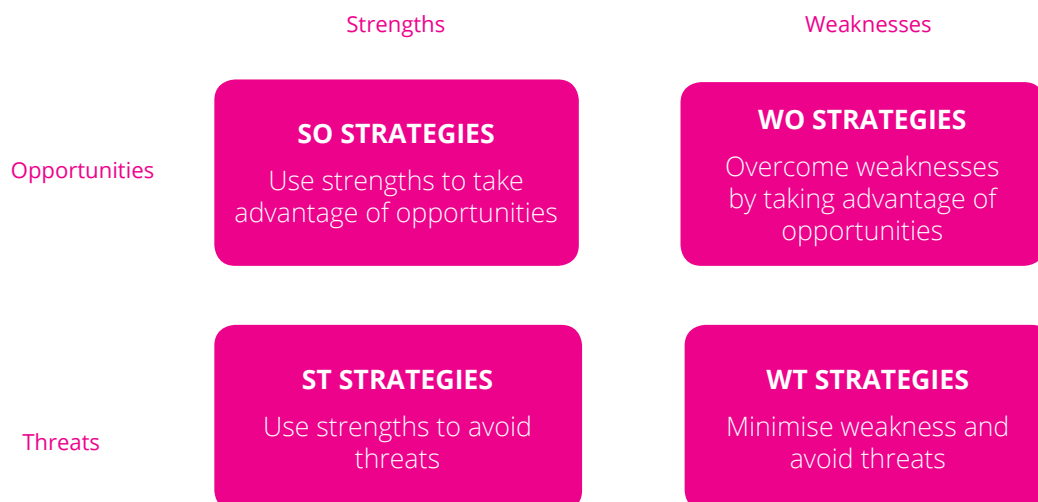 Strengths
Weaknesses
Opportunities
SO STRATEGIES
Use strengths to take
advantage of opportunities
WO STRATEGIES
Overcome weaknesses
by taking advantage of
opportunities
Threats
ST STRATEGIES
Use strengths to avoid
threats
WT STRATEGIES
Minimise weakness and
avoid threats